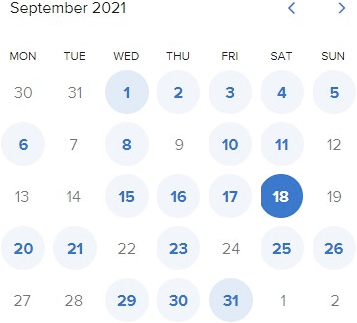 September 2021
MON TUE WED THU FRI SAT SUN
30 31 1 2 3 4 5
6 7 8 9 10 11 12
13 14 15 16 17 18 19
20 21 22 23 24 25 26
27 28 29 30 31 1 2